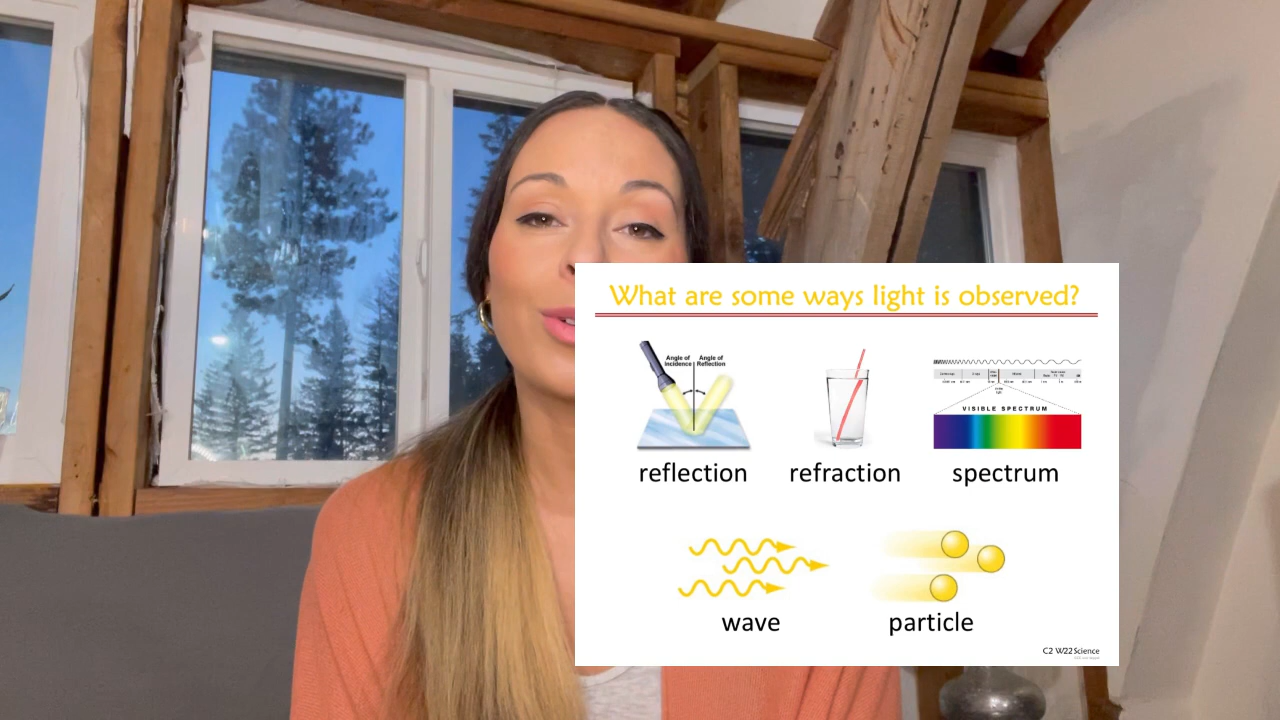 What are some ways light is observed?
Angle of Incidence
Angle of Reflection
VISIBLE SPECTRUM
reflection
refraction
spectrum
wave
particle
C2 W22 Science